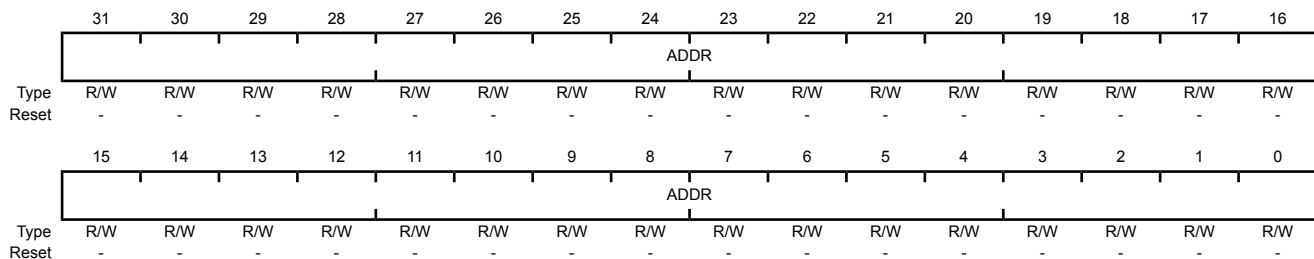 31 30 29 28 27 26 25 24 23 22 21 20 19 18 17 16
ADDR
Type R/W R/W R/W R/W R/W R/W R/W R/W R/W R/W R/W R/W R/W R/W R/W R/W
Reset - - - - - - - - - - - - - - - -
15 14 13 12 11 10 9 8 7 6 5 4 3 2 1 0
ADDR
Type R/W R/W R/W R/W R/W R/W R/W R/W R/W R/W R/W R/W R/W R/W R/W R/W
Reset - - - - - - - - - - - - - - - -